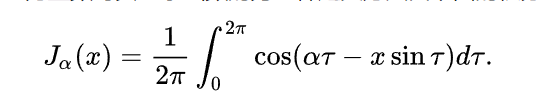 J_α(x) = \frac{1}{2π} \int_0^{2π} cos(ατ − x sin τ)dτ.